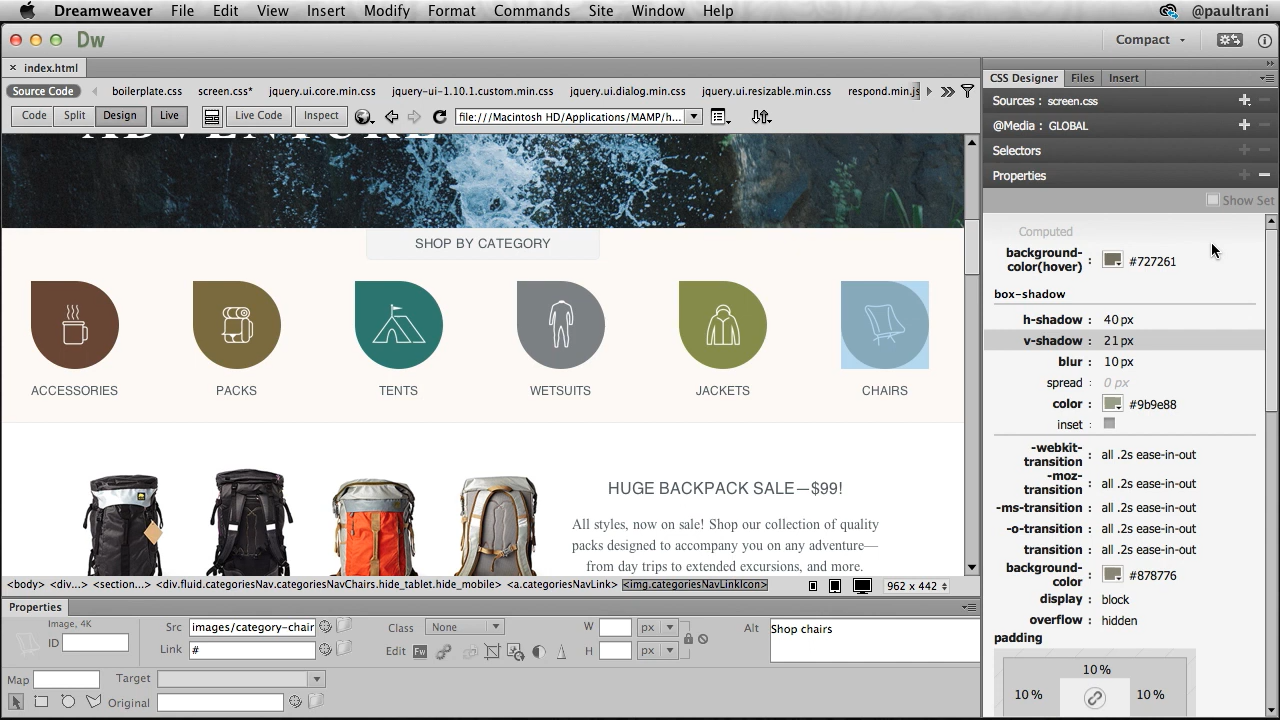 Dreamweaver File Edit View Insert Modify Format Commands Site Window Help @paultrani
Dw Compact
× index.html
Source Code boilerplate.css screen.css* jquery.ui.core.min.css jquery-ui-1.10.1.custom.min.css jquery.ui.dialog.min.css jquery.ui.resizable.min.css respond.min.js
Code Split Design Live Live Code Inspect file:///Macintosh HD/Applications/MAMP/h...
ADVENTURE
SHOP BY CATEGORY
ACCESSORIES PACKS TENTS WETSUITS JACKETS CHAIRS
HUGE BACKPACK SALE—$99!
All styles, now on sale! Shop our collection of quality
packs designed to accompany you on any adventure—
from day trips to extended excursions, and more.
<body> <div...> <section...> <div.fluid.categoriesNav.categoriesNavChairs.hide_tablet.hide_mobile> <a.categoriesNavLink> <img.categoriesNavLinkIcon>
962 x 442
Properties
Image, 4K
ID
Src images/category-chair
Link #
Class None
Edit Fw
W px
H px
Alt Shop chairs
Map
Target
Original
CSS Designer Files Insert
Sources : screen.css
@Media : GLOBAL
Selectors
Properties
Show Set
Computed
background-
color(hover) : #727261
box-shadow
h-shadow : 40 px
v-shadow : 21 px
blur : 10 px
spread : 0 px
color : #9b9e88
inset :
-webkit-
transition : all .2s ease-in-out
-moz-
transition : all .2s ease-in-out
-ms-transition : all .2s ease-in-out
-o-transition : all .2s ease-in-out
transition : all .2s ease-in-out
background-
color : #878776
display : block
overflow : hidden
padding
10 %
10 % 10 %